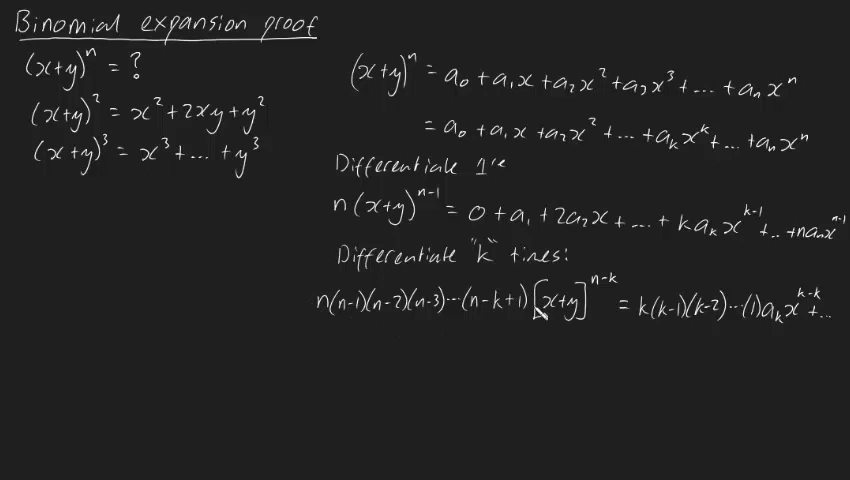 Binomial expansion proof
(x+y)^n = ?
(x+y)^2 = x^2 + 2xy + y^2
(x+y)^3 = x^3 + ... + y^3
(x+y)^n = a_0 + a_1x + a_2x^2 + a_3x^3 + ... + a_nx^n
= a_0 + a_1x + a_2x^2 + ... + a_kx^k + ... + a_nx^n
Differentiate
n(x+y)^{n-1} = 0 + a_1 + 2a_2x + ... + ka_kx^{k-1} + .. + na_nx^{n-1}
Differentiate "k" times:
n(n-1)(n-2)(n-3)...(n-k+1)[x+y]^{n-k} = k(k-1)(k-2)...(1)a_kx^{k-k} + ...